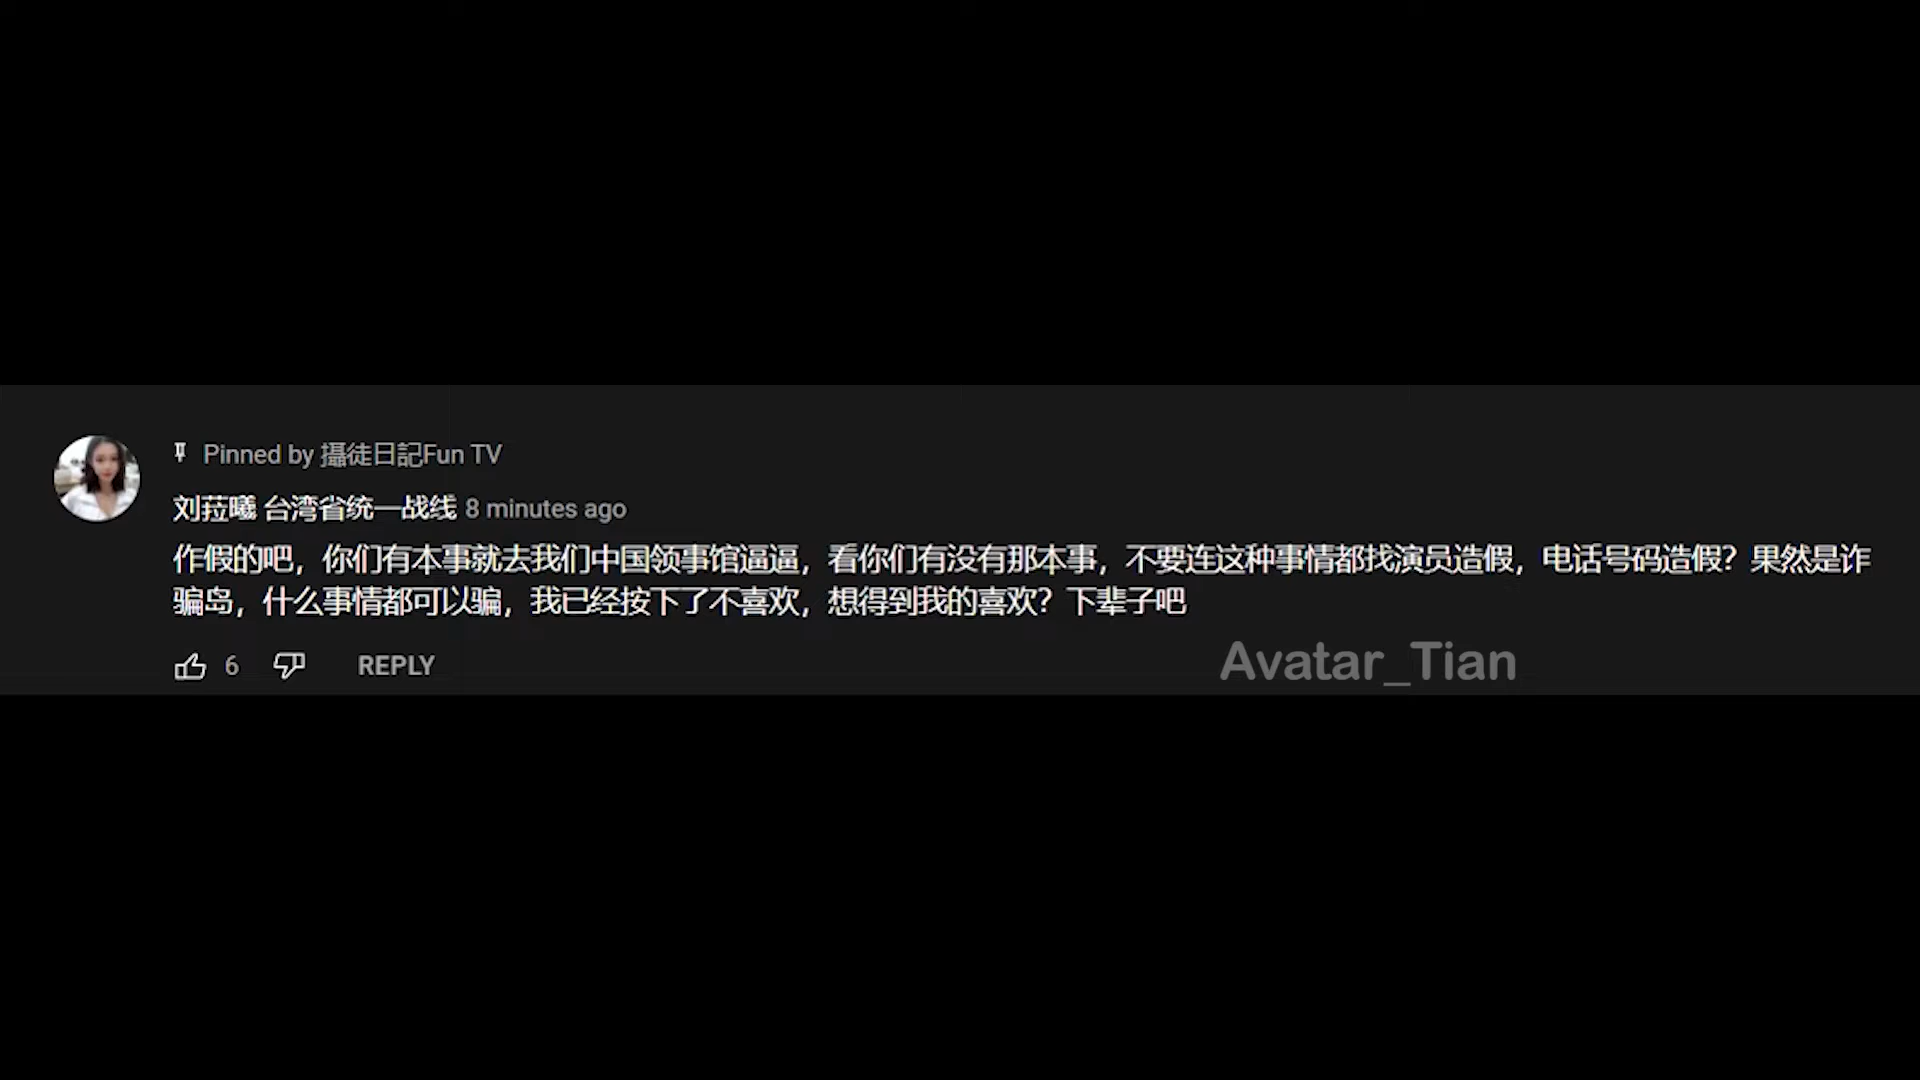 Pinned by 攝徒日記Fun TV
刘菈曦 台湾省统一战线 8 minutes ago
作假的吧，你们有本事就去我们中国领事馆逼逼，看你们有没有那本事，不要连这种事情都找演员造假，电话号码造假？果然是诈
骗岛，什么事情都可以骗，我已经按下了不喜欢，想得到我的喜欢？下辈子吧
6 REPLY
Avatar_Tian